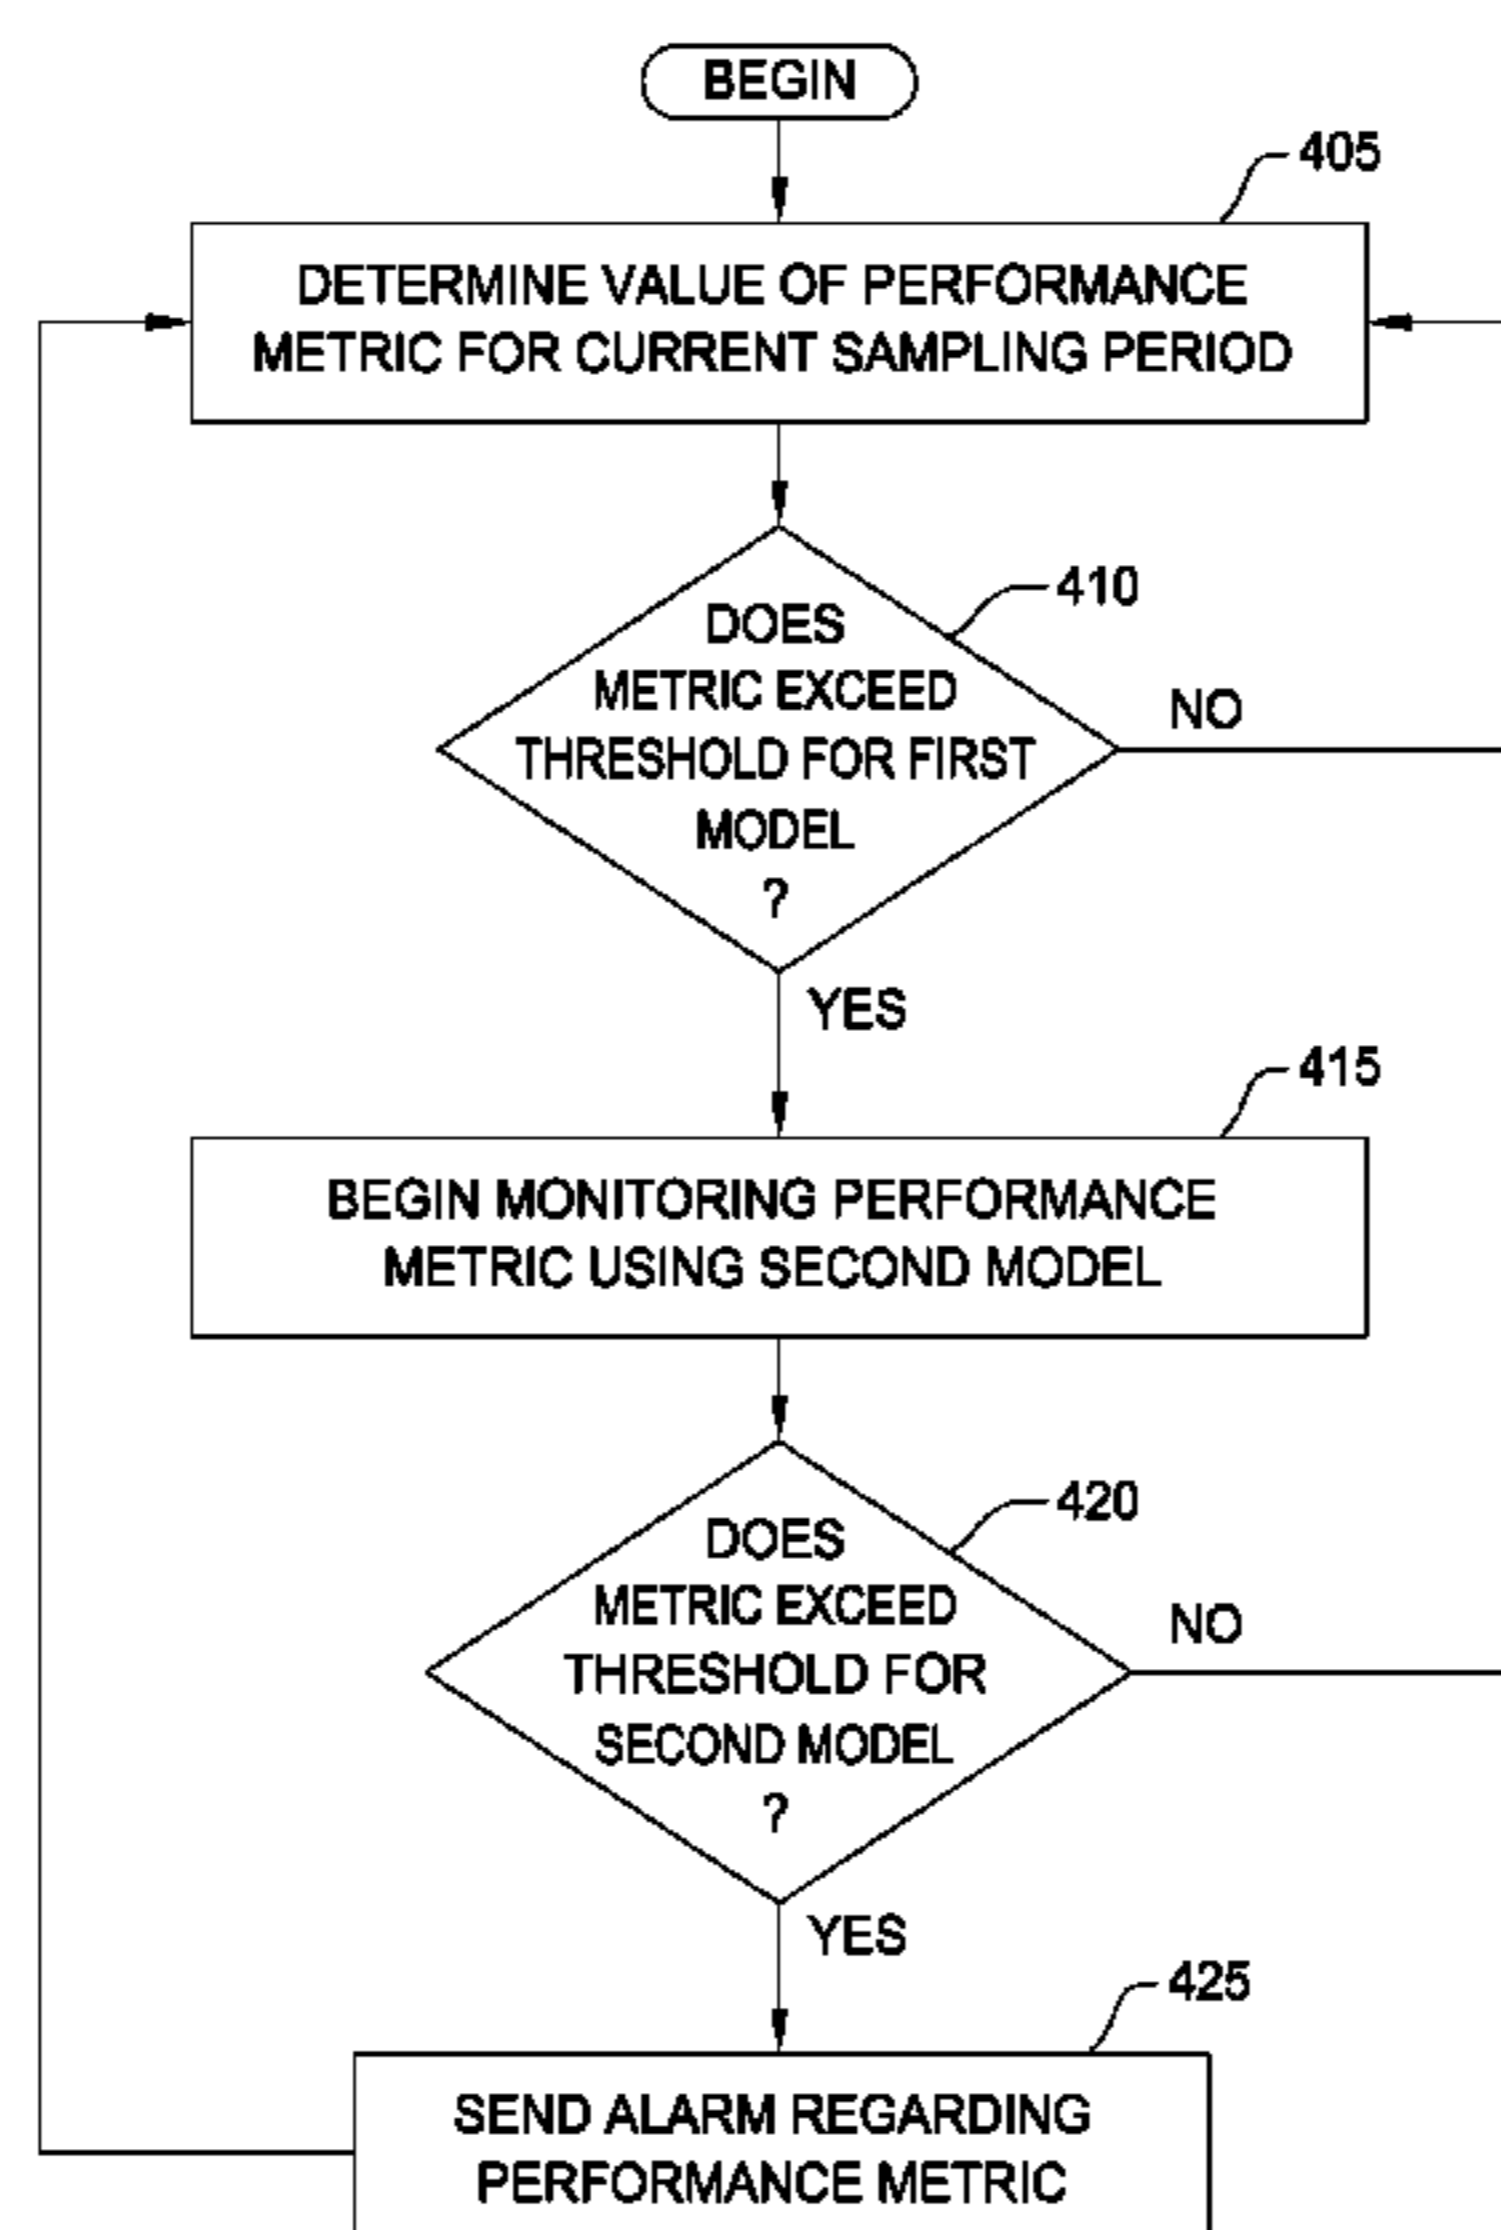 BEGIN
405
DETERMINE VALUE OF PERFORMANCE
METRIC FOR CURRENT SAMPLING PERIOD
410
DOES
METRIC EXCEED
THRESHOLD FOR FIRST
MODEL
?
NO
YES
415
BEGIN MONITORING PERFORMANCE
METRIC USING SECOND MODEL
420
DOES
METRIC EXCEED
THRESHOLD FOR
SECOND MODEL
?
NO
YES
425
SEND ALARM REGARDING
PERFORMANCE METRIC